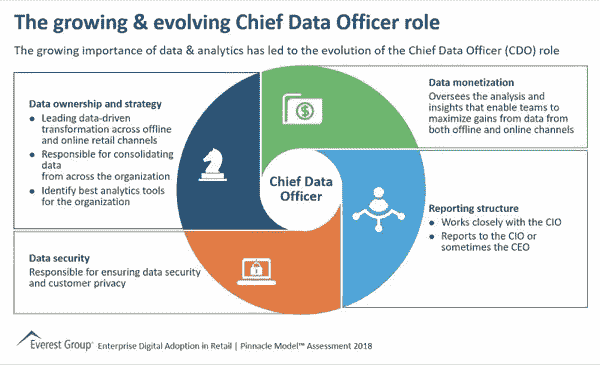 The growing & evolving Chief Data Officer role
The growing importance of data & analytics has led to the evolution of the Chief Data Officer (CDO) role
Data ownership and strategy
● Leading data-driven
transformation across offline
and online retail channels
● Responsible for consolidating
data
from across the organization
● Identify best analytics tools
for the organization
Data monetization
Oversees the analysis and
insights that enable teams to
maximize gains from data from
both offline and online channels
$
Chief Data
Officer
Data security
Responsible for ensuring data security
and customer privacy
Reporting structure
● Works closely with the CIO
● Reports to the CIO or
sometimes the CEO
Everest Group® Enterprise Digital Adoption in Retail | Pinnacle Model™ Assessment 2018